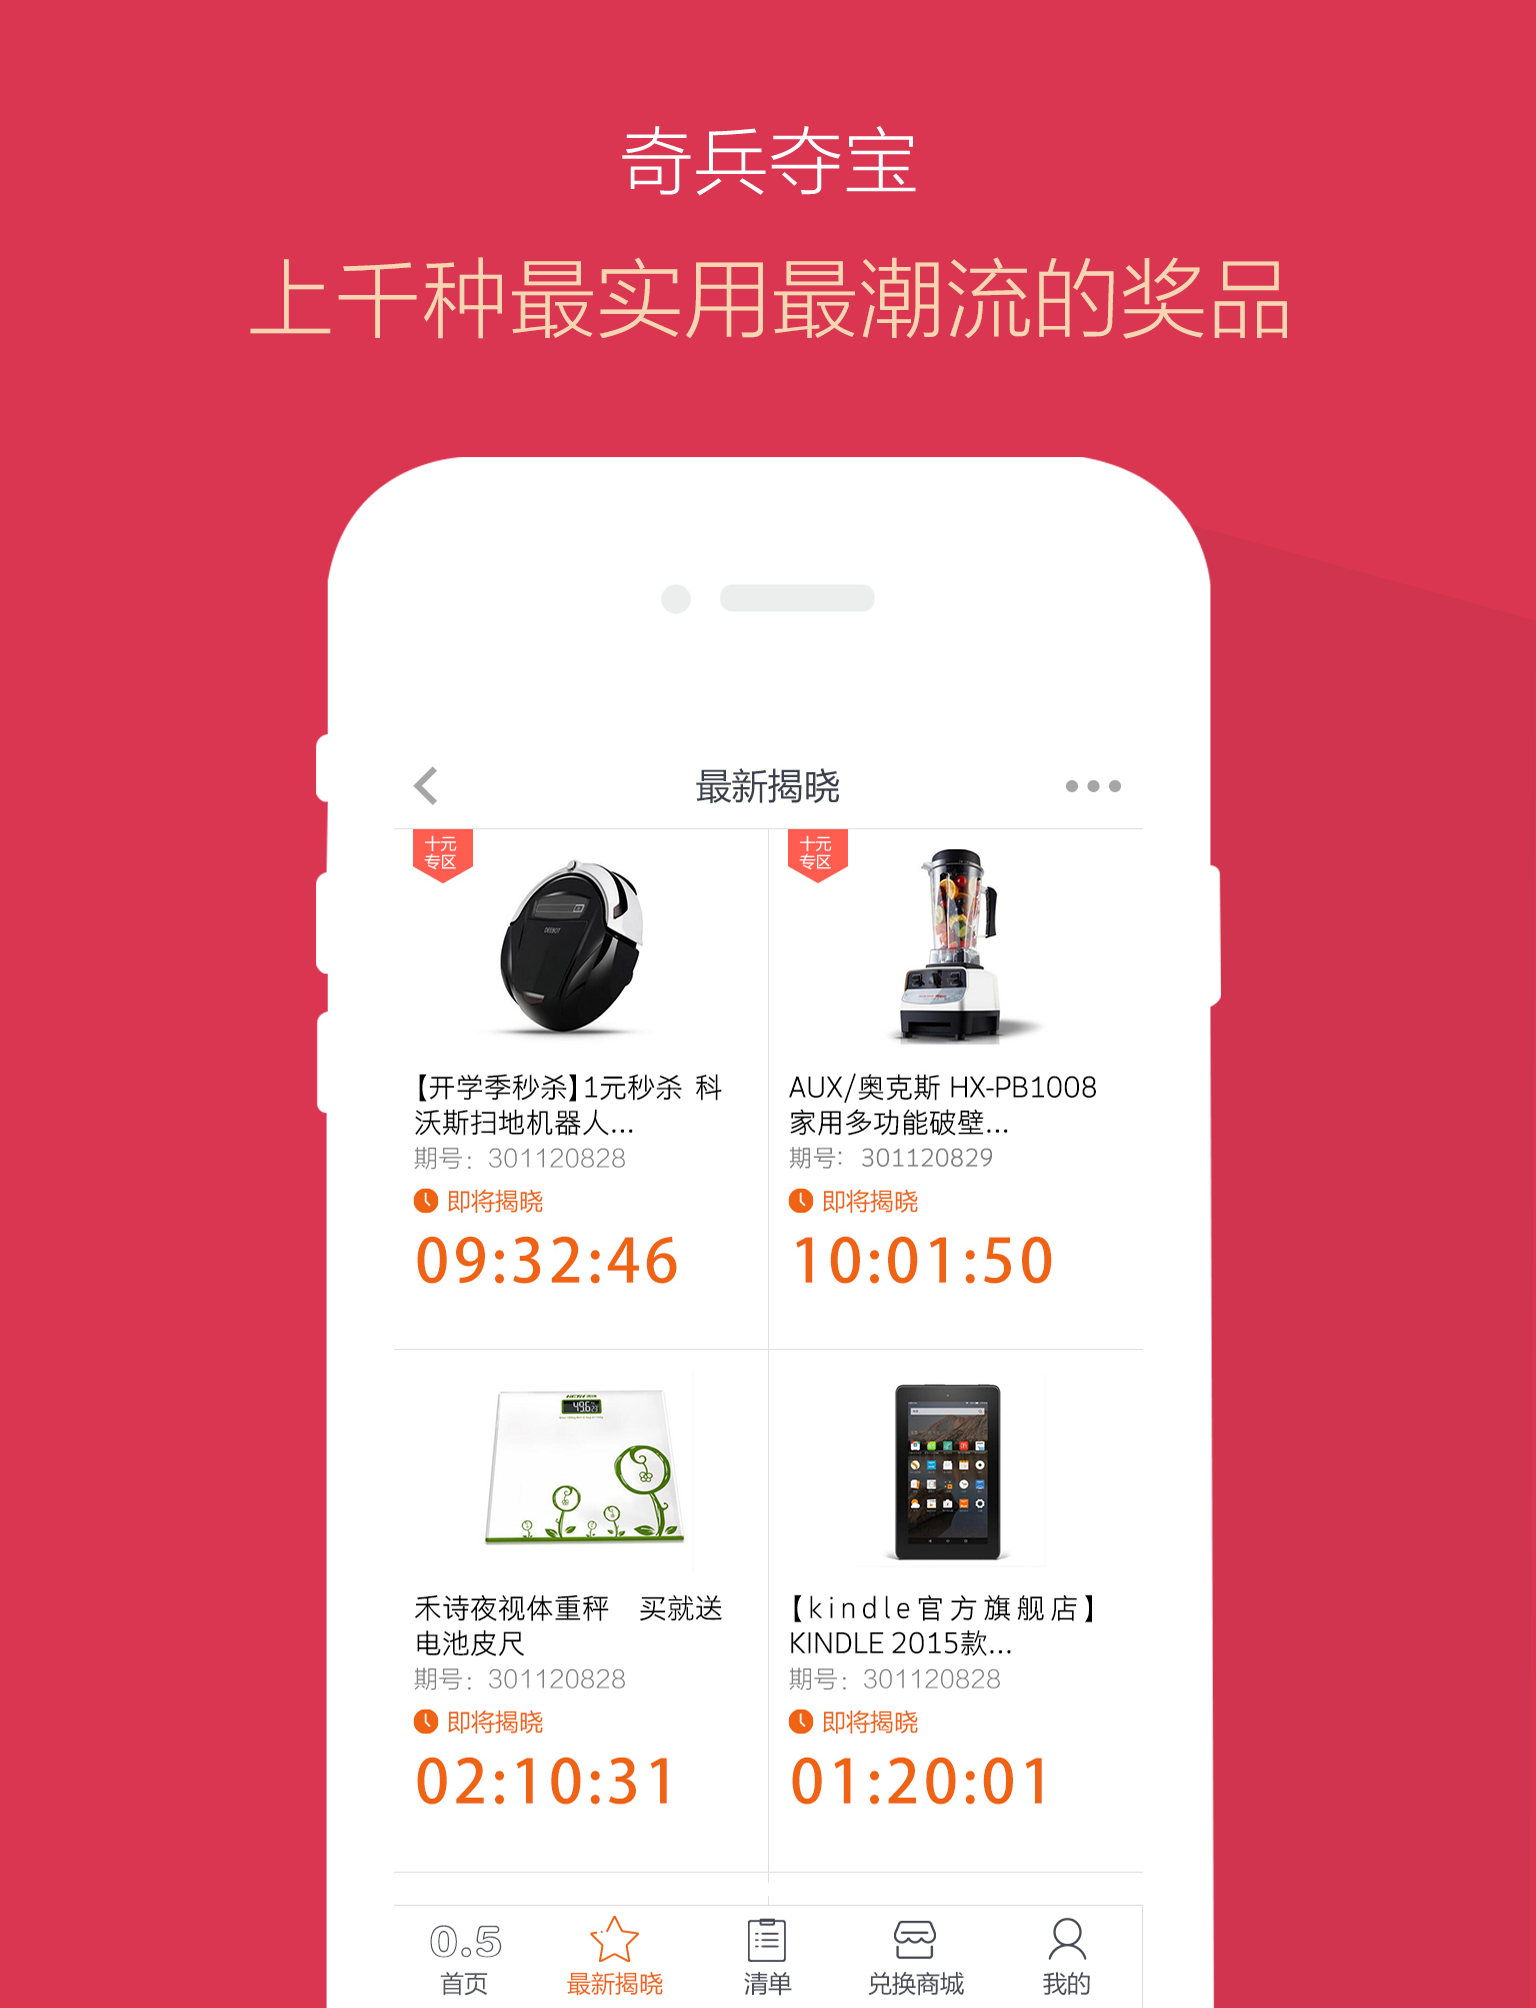 奇兵夺宝
上千种最实用最潮流的奖品
最新揭晓
十元
专区
十元
专区
DEEBOT
【开学季秒杀】1元秒杀 科
沃斯扫地机器人...
期号：301120828
即将揭晓
09:32:46
AUX/奥克斯 HX-PB1008
家用多功能破壁...
期号：301120829
即将揭晓
10:01:50
49.6
禾诗夜视体重秤 买就送
电池皮尺
期号：301120828
即将揭晓
02:10:31
【kindle官方旗舰店】
KINDLE 2015款...
期号：301120828
即将揭晓
01:20:01
0.5
首页
最新揭晓
清单
兑换商城
我的